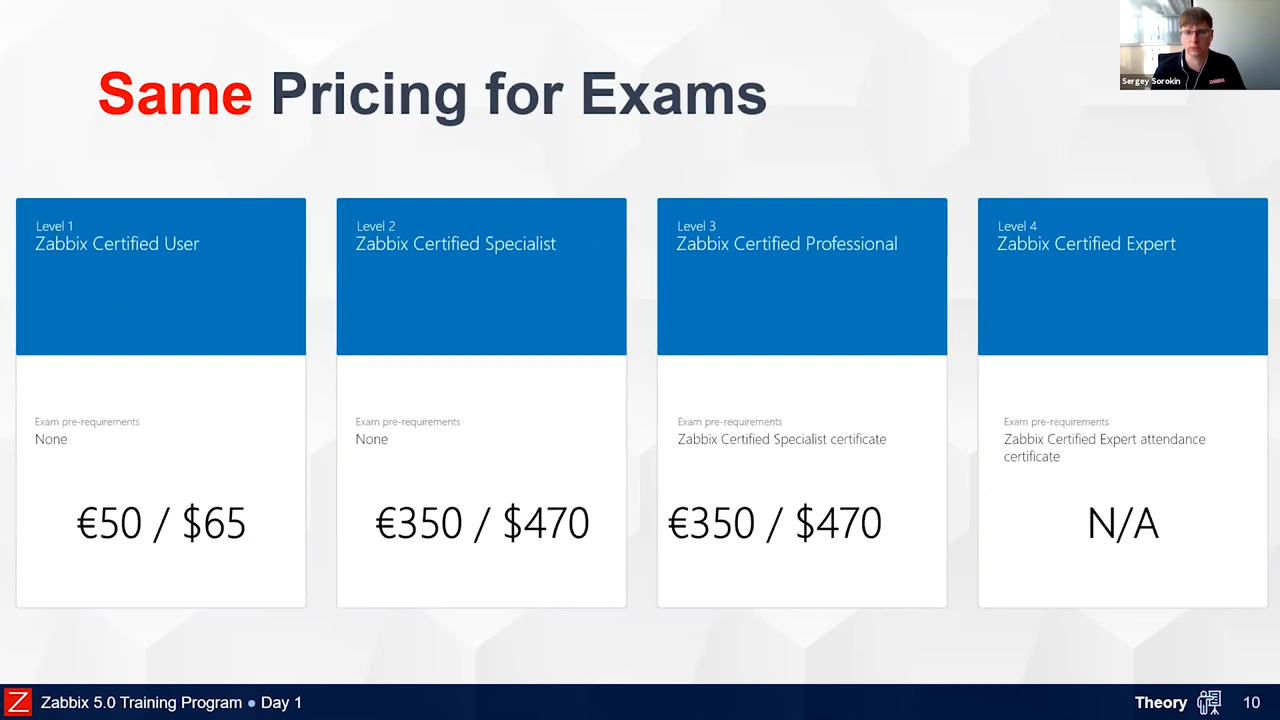 Same Pricing for Exams
Sergey Sorokin
Level 1
Zabbix Certified User
Exam pre-requirements
None
€50 / $65
Level 2
Zabbix Certified Specialist
Exam pre-requirements
None
€350 / $470
Level 3
Zabbix Certified Professional
Exam pre-requirements
Zabbix Certified Specialist certificate
€350 / $470
Level 4
Zabbix Certified Expert
Exam pre-requirements
Zabbix Certified Expert attendance
certificate
N/A
Z Zabbix 5.0 Training Program • Day 1
Theory 10